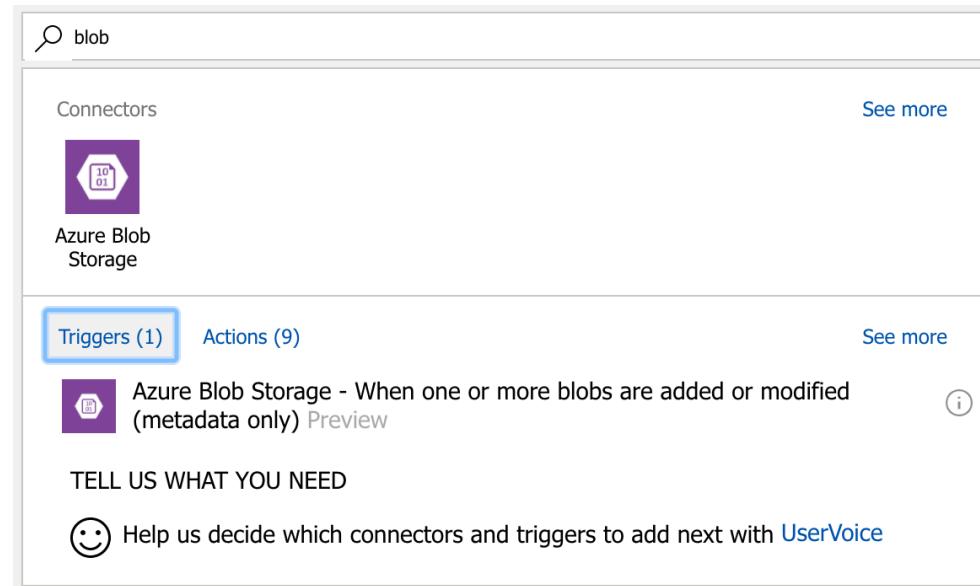 blob
Connectors
See more
10
01
Azure Blob
Storage
Triggers (1)
Actions (9)
See more
Azure Blob Storage - When one or more blobs are added or modified
(metadata only) Preview
TELL US WHAT YOU NEED
Help us decide which connectors and triggers to add next with UserVoice